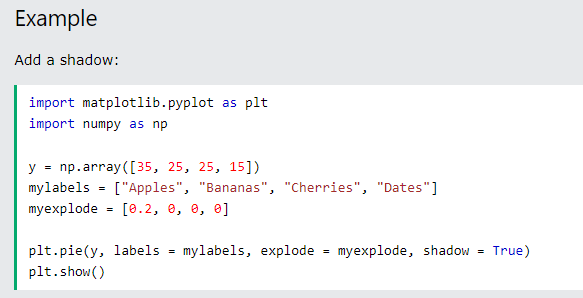 Example
Add a shadow:
import matplotlib.pyplot as plt
import numpy as np
y = np.array([35, 25, 25, 15])
mylabels = ["Apples", "Bananas", "Cherries", "Dates"]
myexplode = [0.2, 0, 0, 0]
plt.pie(y, labels = mylabels, explode = myexplode, shadow = True)
plt.show()